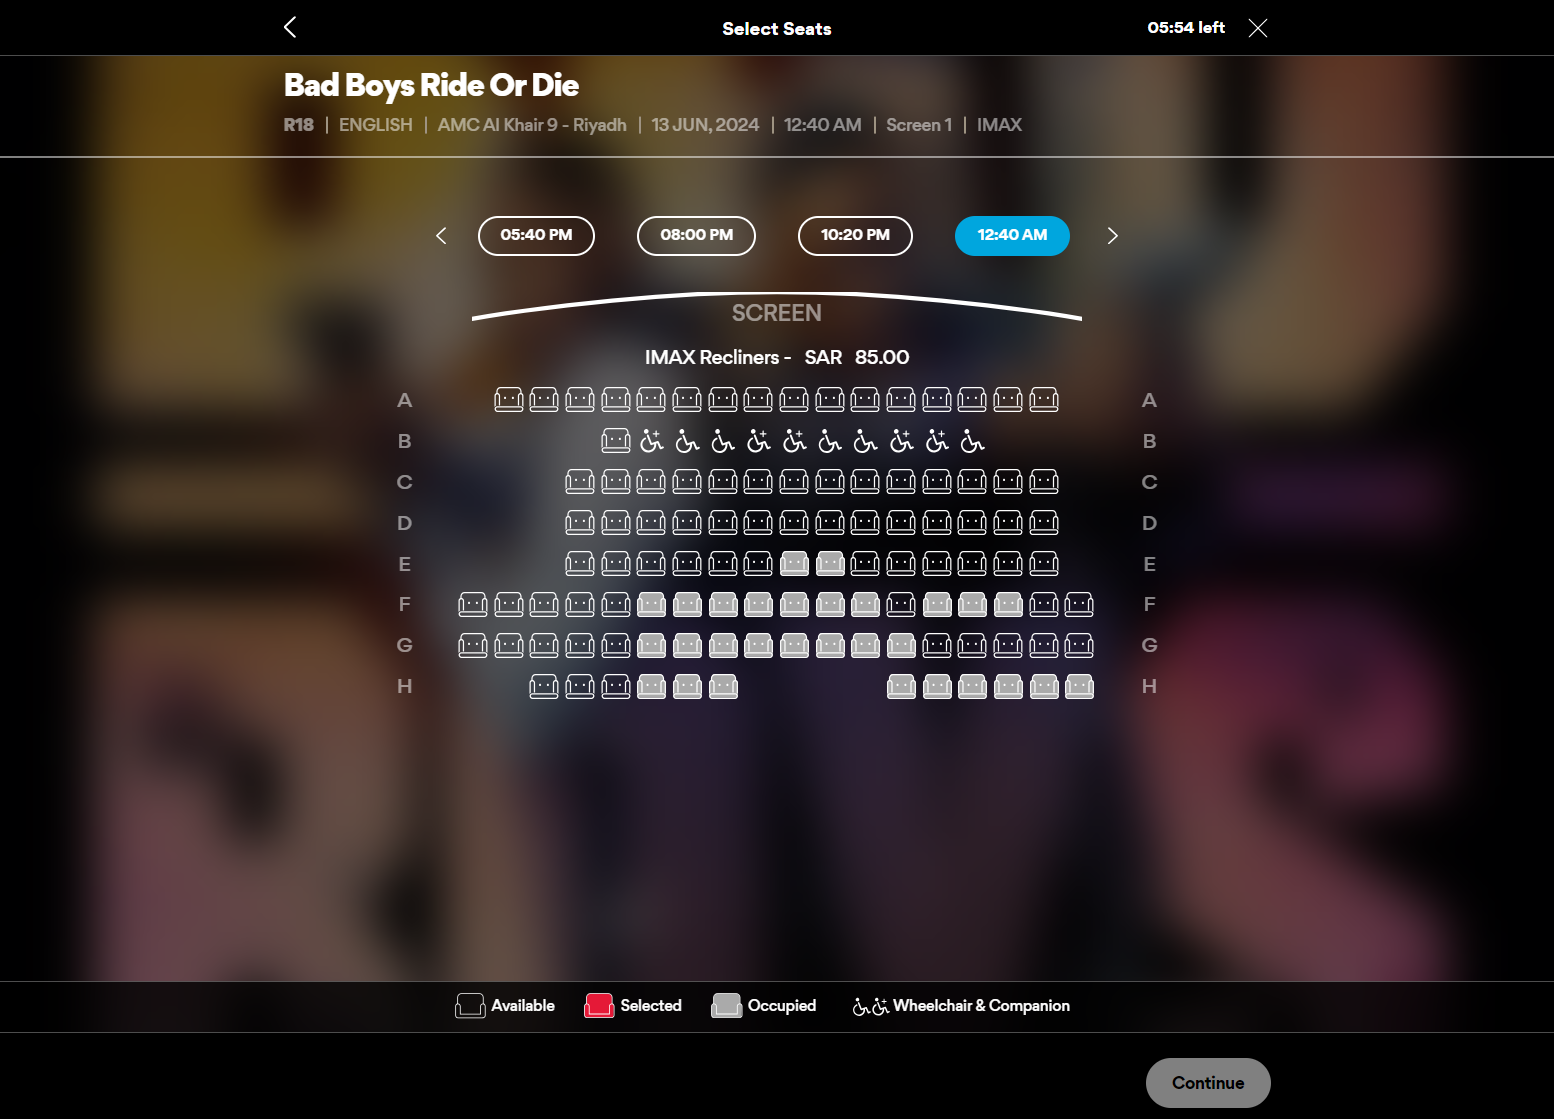 Select Seats
05:54 left
Bad Boys Ride Or Die
R18 | ENGLISH | AMC Al Khair 9 - Riyadh | 13 JUN, 2024 | 12:40 AM | Screen 1 | IMAX
05:40 PM 08:00 PM 10:20 PM 12:40 AM
SCREEN
IMAX Recliners - SAR 85.00
A A
B B
C C
D D
E E
F F
G G
H H
Available Selected Occupied Wheelchair & Companion
Continue